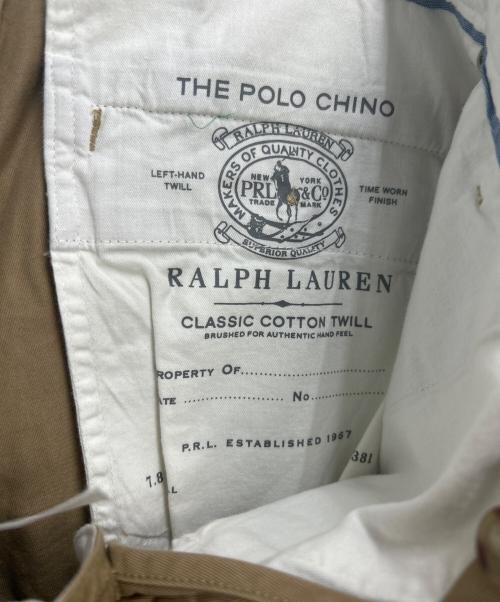 THE POLO CHINO
RALPH LAUREN
MAKERS OF QUALITY CLOTHES
LEFT-HAND
TWILL
NEW YORK
PRL &Co
TRADE MARK
TIME WORN
FINISH
SUPERIOR QUALITY
RALPH LAUREN
CLASSIC COTTON TWILL
BRUSHED FOR AUTHENTIC HAND FEEL
ROPERTY OF
ATE No
P.R.L. ESTABLISHED 1967
7.8 381